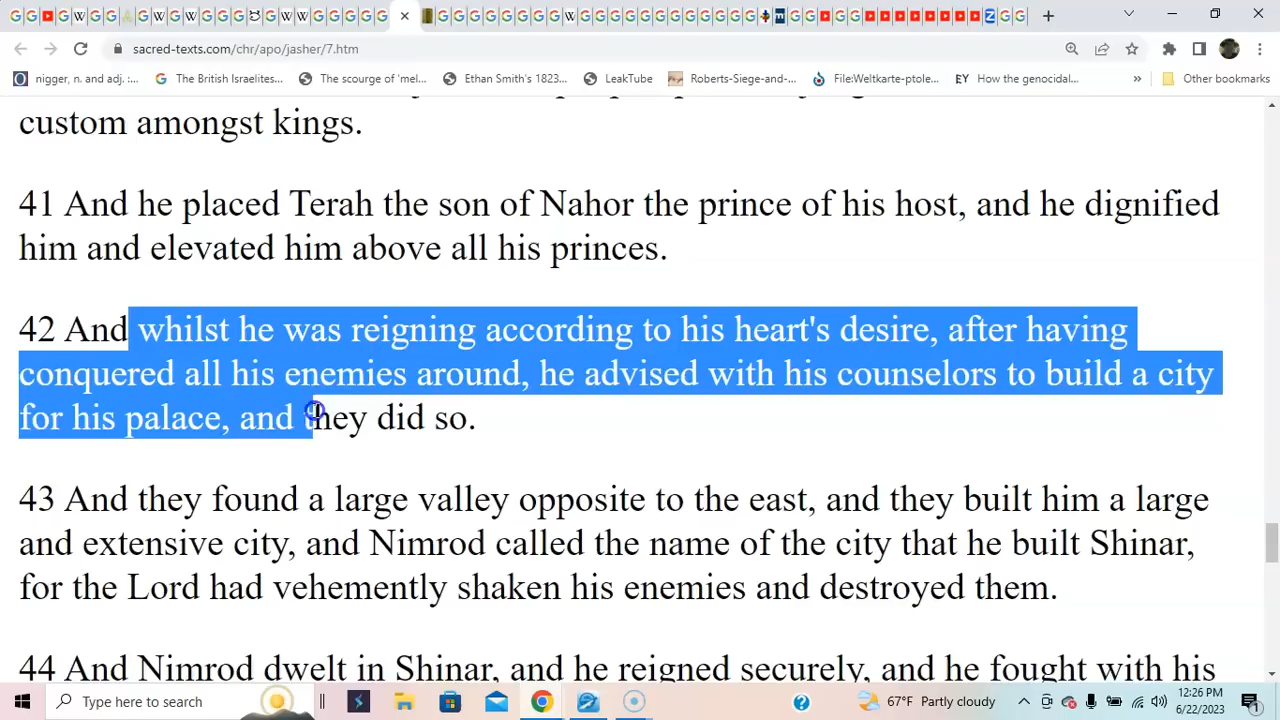 sacred-texts.com/chr/apo/jasher/7.htm
nigger, n. and adj. :... The British Israelites... The scourge of 'mel... Ethan Smith's 1823... LeakTube Roberts-Siege-and-... File:Weltkarte-ptole... EY How the genocidal... » Other bookmarks
custom amongst kings.
41 And he placed Terah the son of Nahor the prince of his host, and he dignified
him and elevated him above all his princes.
42 And whilst he was reigning according to his heart's desire, after having
conquered all his enemies around, he advised with his counselors to build a city
for his palace, and they did so.
43 And they found a large valley opposite to the east, and they built him a large
and extensive city, and Nimrod called the name of the city that he built Shinar,
for the Lord had vehemently shaken his enemies and destroyed them.
44 And Nimrod dwelt in Shinar, and he reigned securely, and he fought with his
Type here to search
67°F Partly cloudy
12:26 PM
6/22/2023